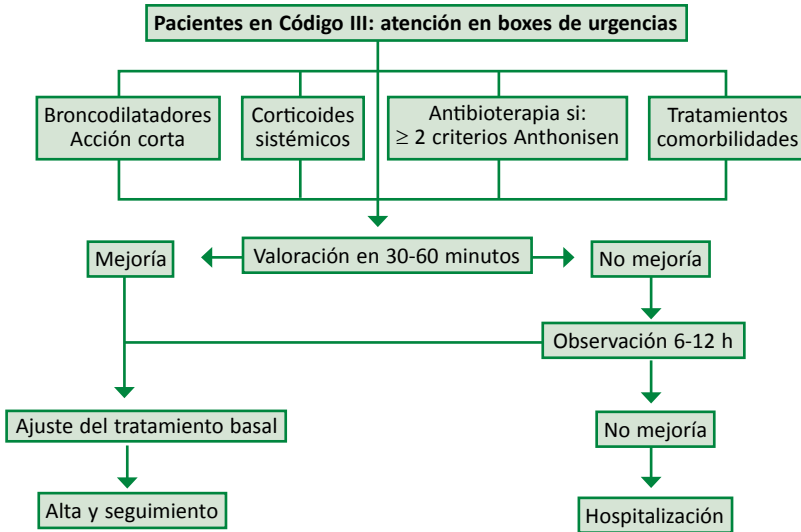 Pacientes en Código III: atención en boxes de urgencias
Broncodilatadores
Acción corta
Corticoides
sistémicos
Antibioterapia si:
≥ 2 criterios Anthonisen
Tratamientos
comorbilidades
Mejoría
Valoración en 30-60 minutos
No mejoría
Observación 6-12 h
Ajuste del tratamiento basal
No mejoría
Alta y seguimiento
Hospitalización